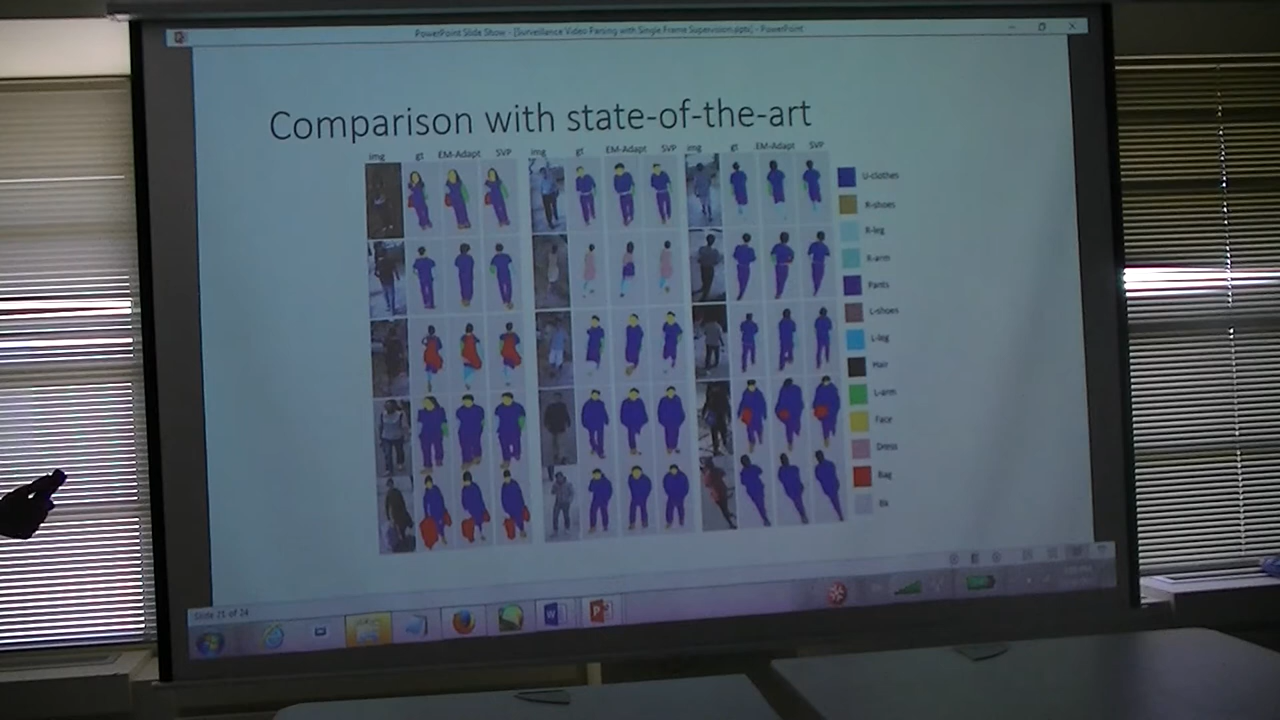 PowerPoint Slide Show - [Surveillance Video Parsing with Single Frame Supervision.pptx] - PowerPoint
Comparison with state-of-the-art
img gt EM-Adapt SVP img gt EM-Adapt SVP img gt EM-Adapt SVP
U-clothes
R-shoes
R-leg
R-arm
Pants
L-shoes
L-leg
Hair
L-arm
Face
Dress
Bag
Bk
Slide 21 of 24